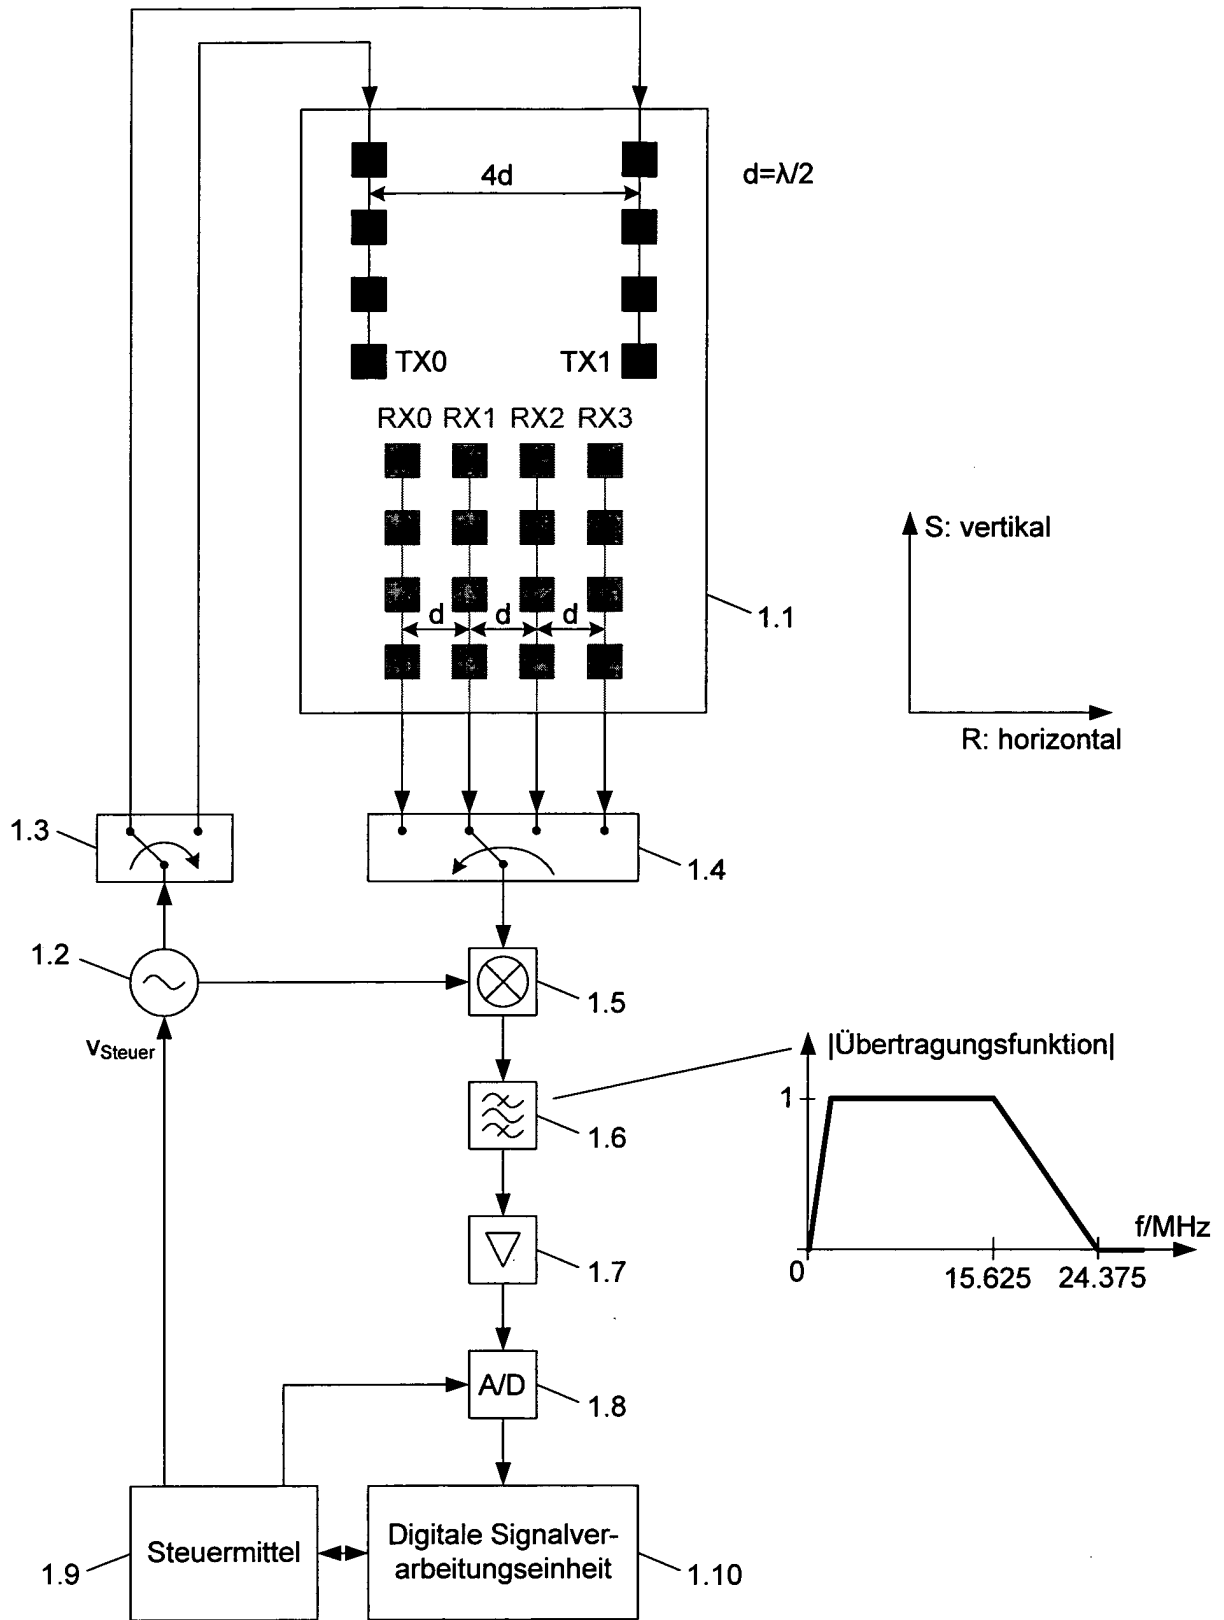 4d
d=λ/2
TX0
TX1
RX0 RX1 RX2 RX3
S: vertikal
d d d
1.1
R: horizontal
1.3
1.4
1.2
1.5
vSteuer
|Übertragungsfunktion|
1
1.6
f/MHz
0
15.625
24.375
1.7
A/D
1.8
Steuermittel
Digitale Signalver-
arbeitungseinheit
1.9
1.10